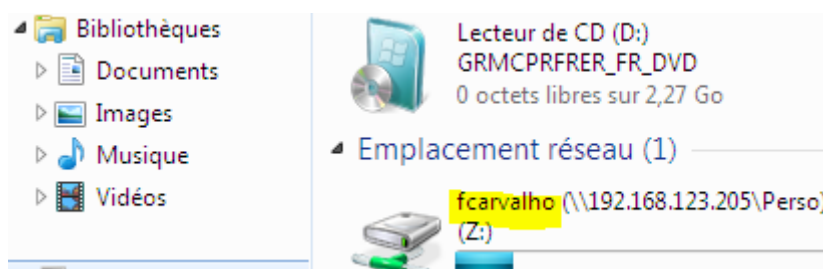 Bibliothèques
Documents
Images
Musique
Vidéos
Lecteur de CD (D:)
GRMCPRFRER_FR_DVD
0 octets libres sur 2,27 Go
Emplacement réseau (1)
fcarvalho (\\192.168.123.205\Perso)
(Z:)